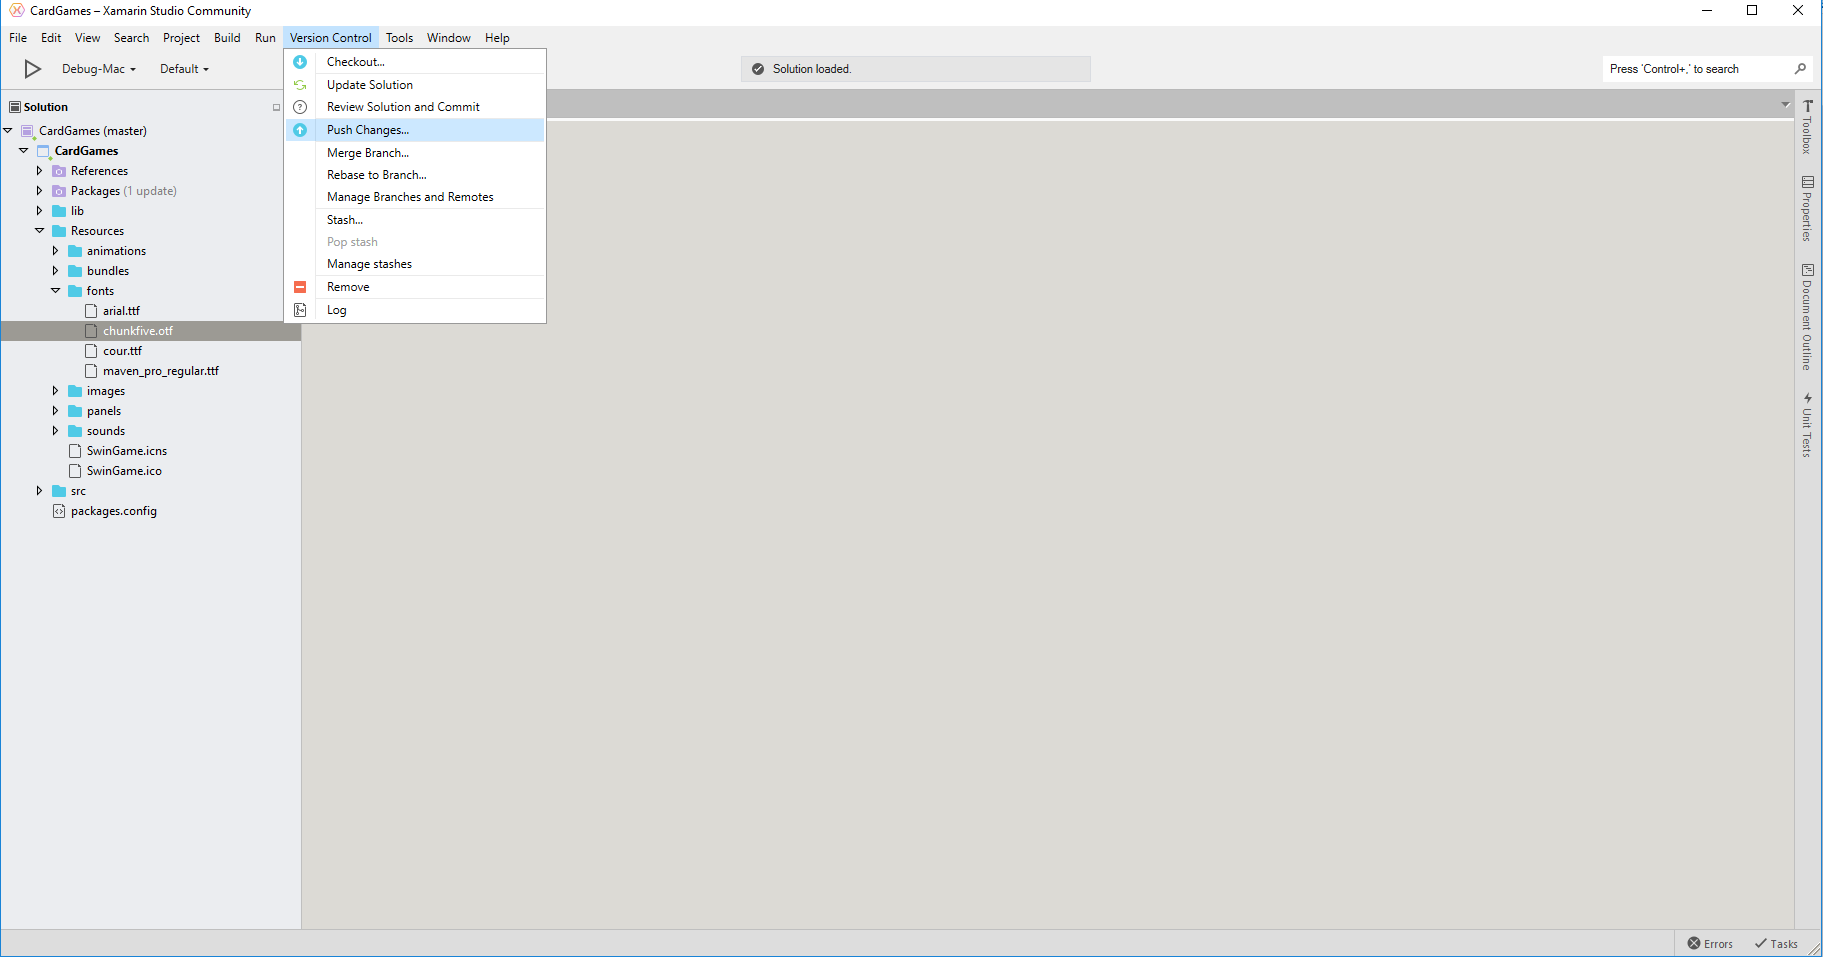 CardGames – Xamarin Studio Community
File Edit View Search Project Build Run Version Control Tools Window Help
Debug-Mac Default
Solution loaded.
Press 'Control+,' to search
Checkout...
Update Solution
Review Solution and Commit
Push Changes...
Merge Branch...
Rebase to Branch...
Manage Branches and Remotes
Stash...
Pop stash
Manage stashes
Remove
Log
Solution
CardGames (master)
CardGames
References
Packages (1 update)
lib
Resources
animations
bundles
fonts
arial.ttf
chunkfive.otf
cour.ttf
maven_pro_regular.ttf
images
panels
sounds
SwinGame.icns
SwinGame.ico
src
packages.config
Toolbox
Properties
Document Outline
Unit Tests
Errors Tasks